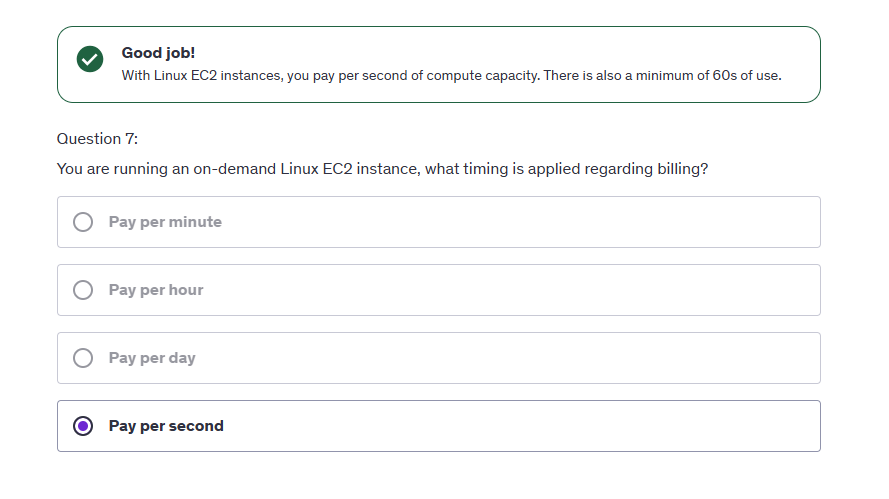 Good job!
With Linux EC2 instances, you pay per second of compute capacity. There is also a minimum of 60s of use.
Question 7:
You are running an on-demand Linux EC2 instance, what timing is applied regarding billing?
Pay per minute
Pay per hour
Pay per day
Pay per second